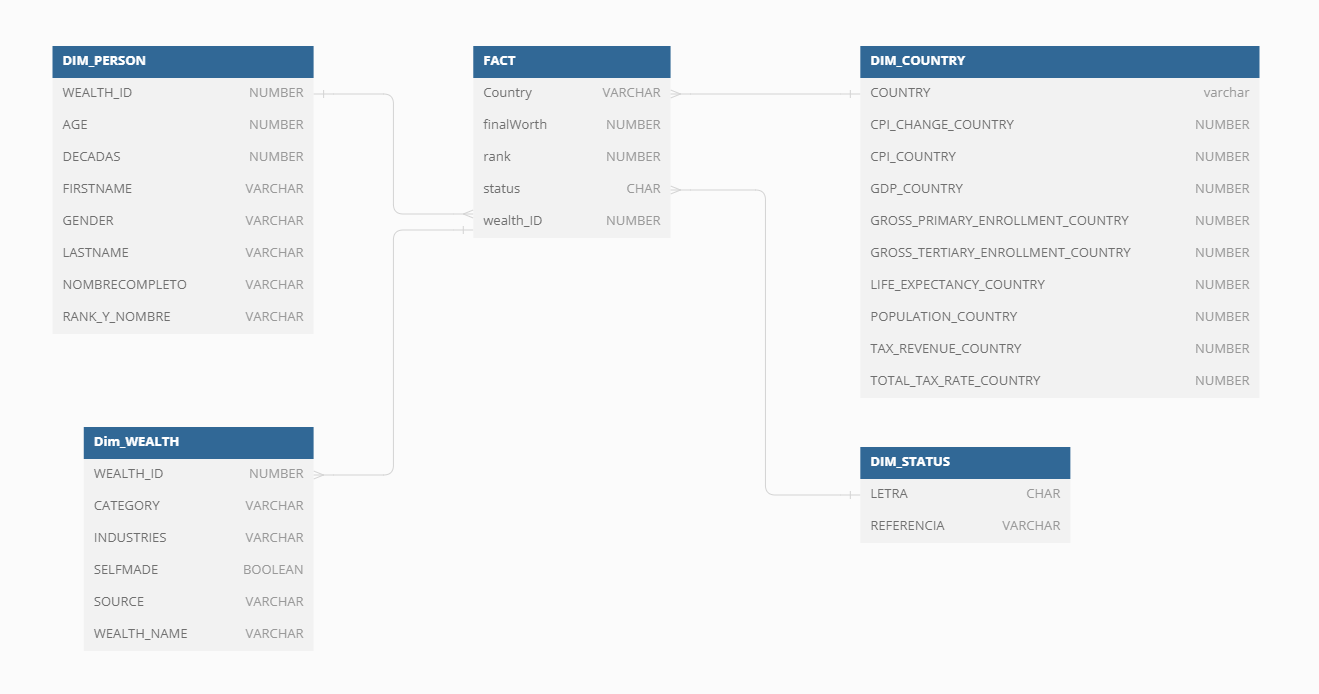 DIM_PERSON
WEALTH_ID NUMBER
AGE NUMBER
DECADAS NUMBER
FIRSTNAME VARCHAR
GENDER VARCHAR
LASTNAME VARCHAR
NOMBRECOMPLETO VARCHAR
RANK_Y_NOMBRE VARCHAR
FACT
Country VARCHAR
finalWorth NUMBER
rank NUMBER
status CHAR
wealth_ID NUMBER
DIM_COUNTRY
COUNTRY varchar
CPI_CHANGE_COUNTRY NUMBER
CPI_COUNTRY NUMBER
GDP_COUNTRY NUMBER
GROSS_PRIMARY_ENROLLMENT_COUNTRY NUMBER
GROSS_TERTIARY_ENROLLMENT_COUNTRY NUMBER
LIFE_EXPECTANCY_COUNTRY NUMBER
POPULATION_COUNTRY NUMBER
TAX_REVENUE_COUNTRY NUMBER
TOTAL_TAX_RATE_COUNTRY NUMBER
Dim_WEALTH
WEALTH_ID NUMBER
CATEGORY VARCHAR
INDUSTRIES VARCHAR
SELFMADE BOOLEAN
SOURCE VARCHAR
WEALTH_NAME VARCHAR
DIM_STATUS
LETRA CHAR
REFERENCIA VARCHAR